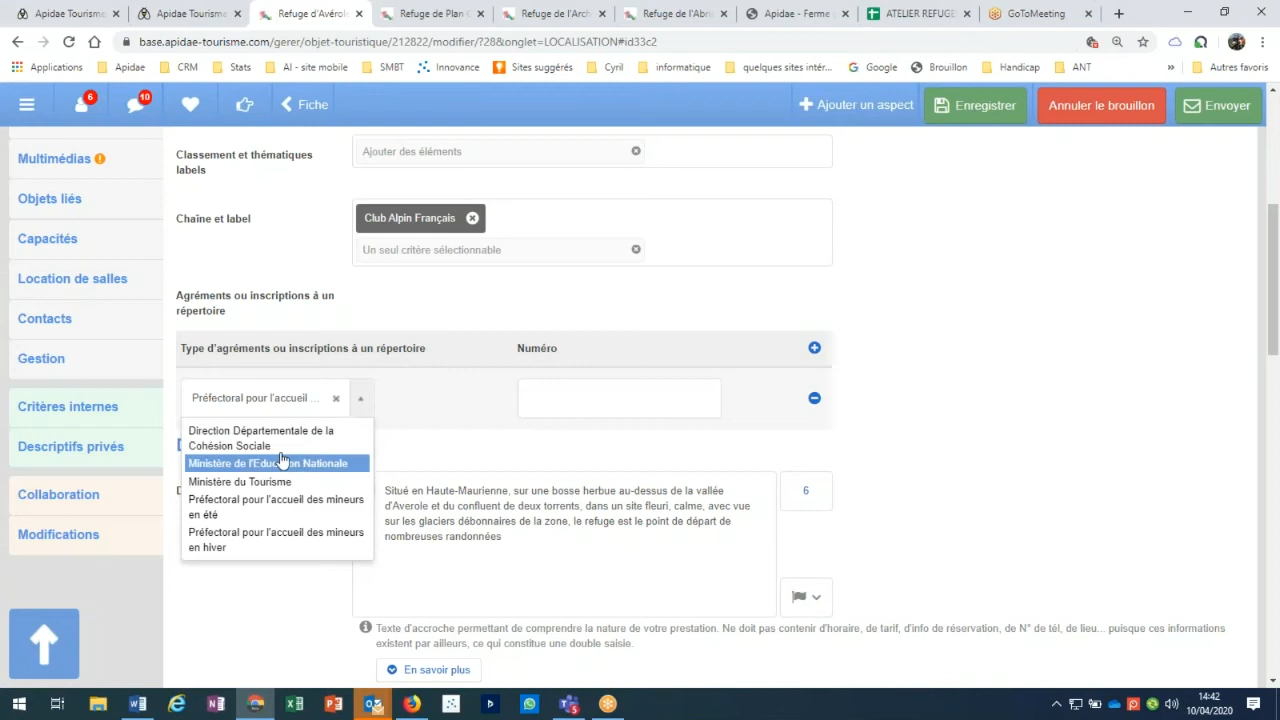 Apidae Tourisme
Apidae Tourisme
Refuge d'Avérole
Refuge de Plan
Refuge de l'Arch
Refuge de l'Abri
Apidae - Ferme
ATELIER REFUGE
GoToMeeting
base.apidae-tourisme.com/gerer/objet-touristique/212822/modifier/?28&onglet=LOCALISATION#id33c2
Applications
Apidae
CRM
Stats
AI - site mobile
SMBT
Innovance
Sites suggérés
Cyril
informatique
quelques sites intér...
Google
Brouillon
Handicap
ANT
»
Autres favoris
6
10
Fiche
Ajouter un aspect
Enregistrer
Annuler le brouillon
Envoyer
Multimédias
Objets liés
Capacités
Location de salles
Contacts
Gestion
Critères internes
Descriptifs privés
Collaboration
Modifications
Classement et thématiques
labels
Ajouter des éléments
Chaîne et label
Club Alpin Français
Un seul critère sélectionnable
Agréments ou inscriptions à un
répertoire
Type d'agréments ou inscriptions à un répertoire
Numéro
Préfectoral pour l'accueil ...
Direction Départementale de la
Cohésion Sociale
Ministère de l'Education Nationale
Ministère du Tourisme
Préfectoral pour l'accueil des mineurs
en été
Préfectoral pour l'accueil des mineurs
en hiver
Situé en Haute-Maurienne, sur une bosse herbue au-dessus de la vallée
d'Averole et du confluent de deux torrents, dans un site fleuri, calme, avec vue
sur les glaciers débonnaires de la zone, le refuge est le point de départ de
nombreuses randonnées
6
Texte d'accroche permettant de comprendre la nature de votre prestation. Ne doit pas contenir d'horaire, de tarif, d'info de réservation, de N° de tél, de lieu... puisque ces informations
existent par ailleurs, ce qui constitue une double saisie.
En savoir plus
14:42
10/04/2020